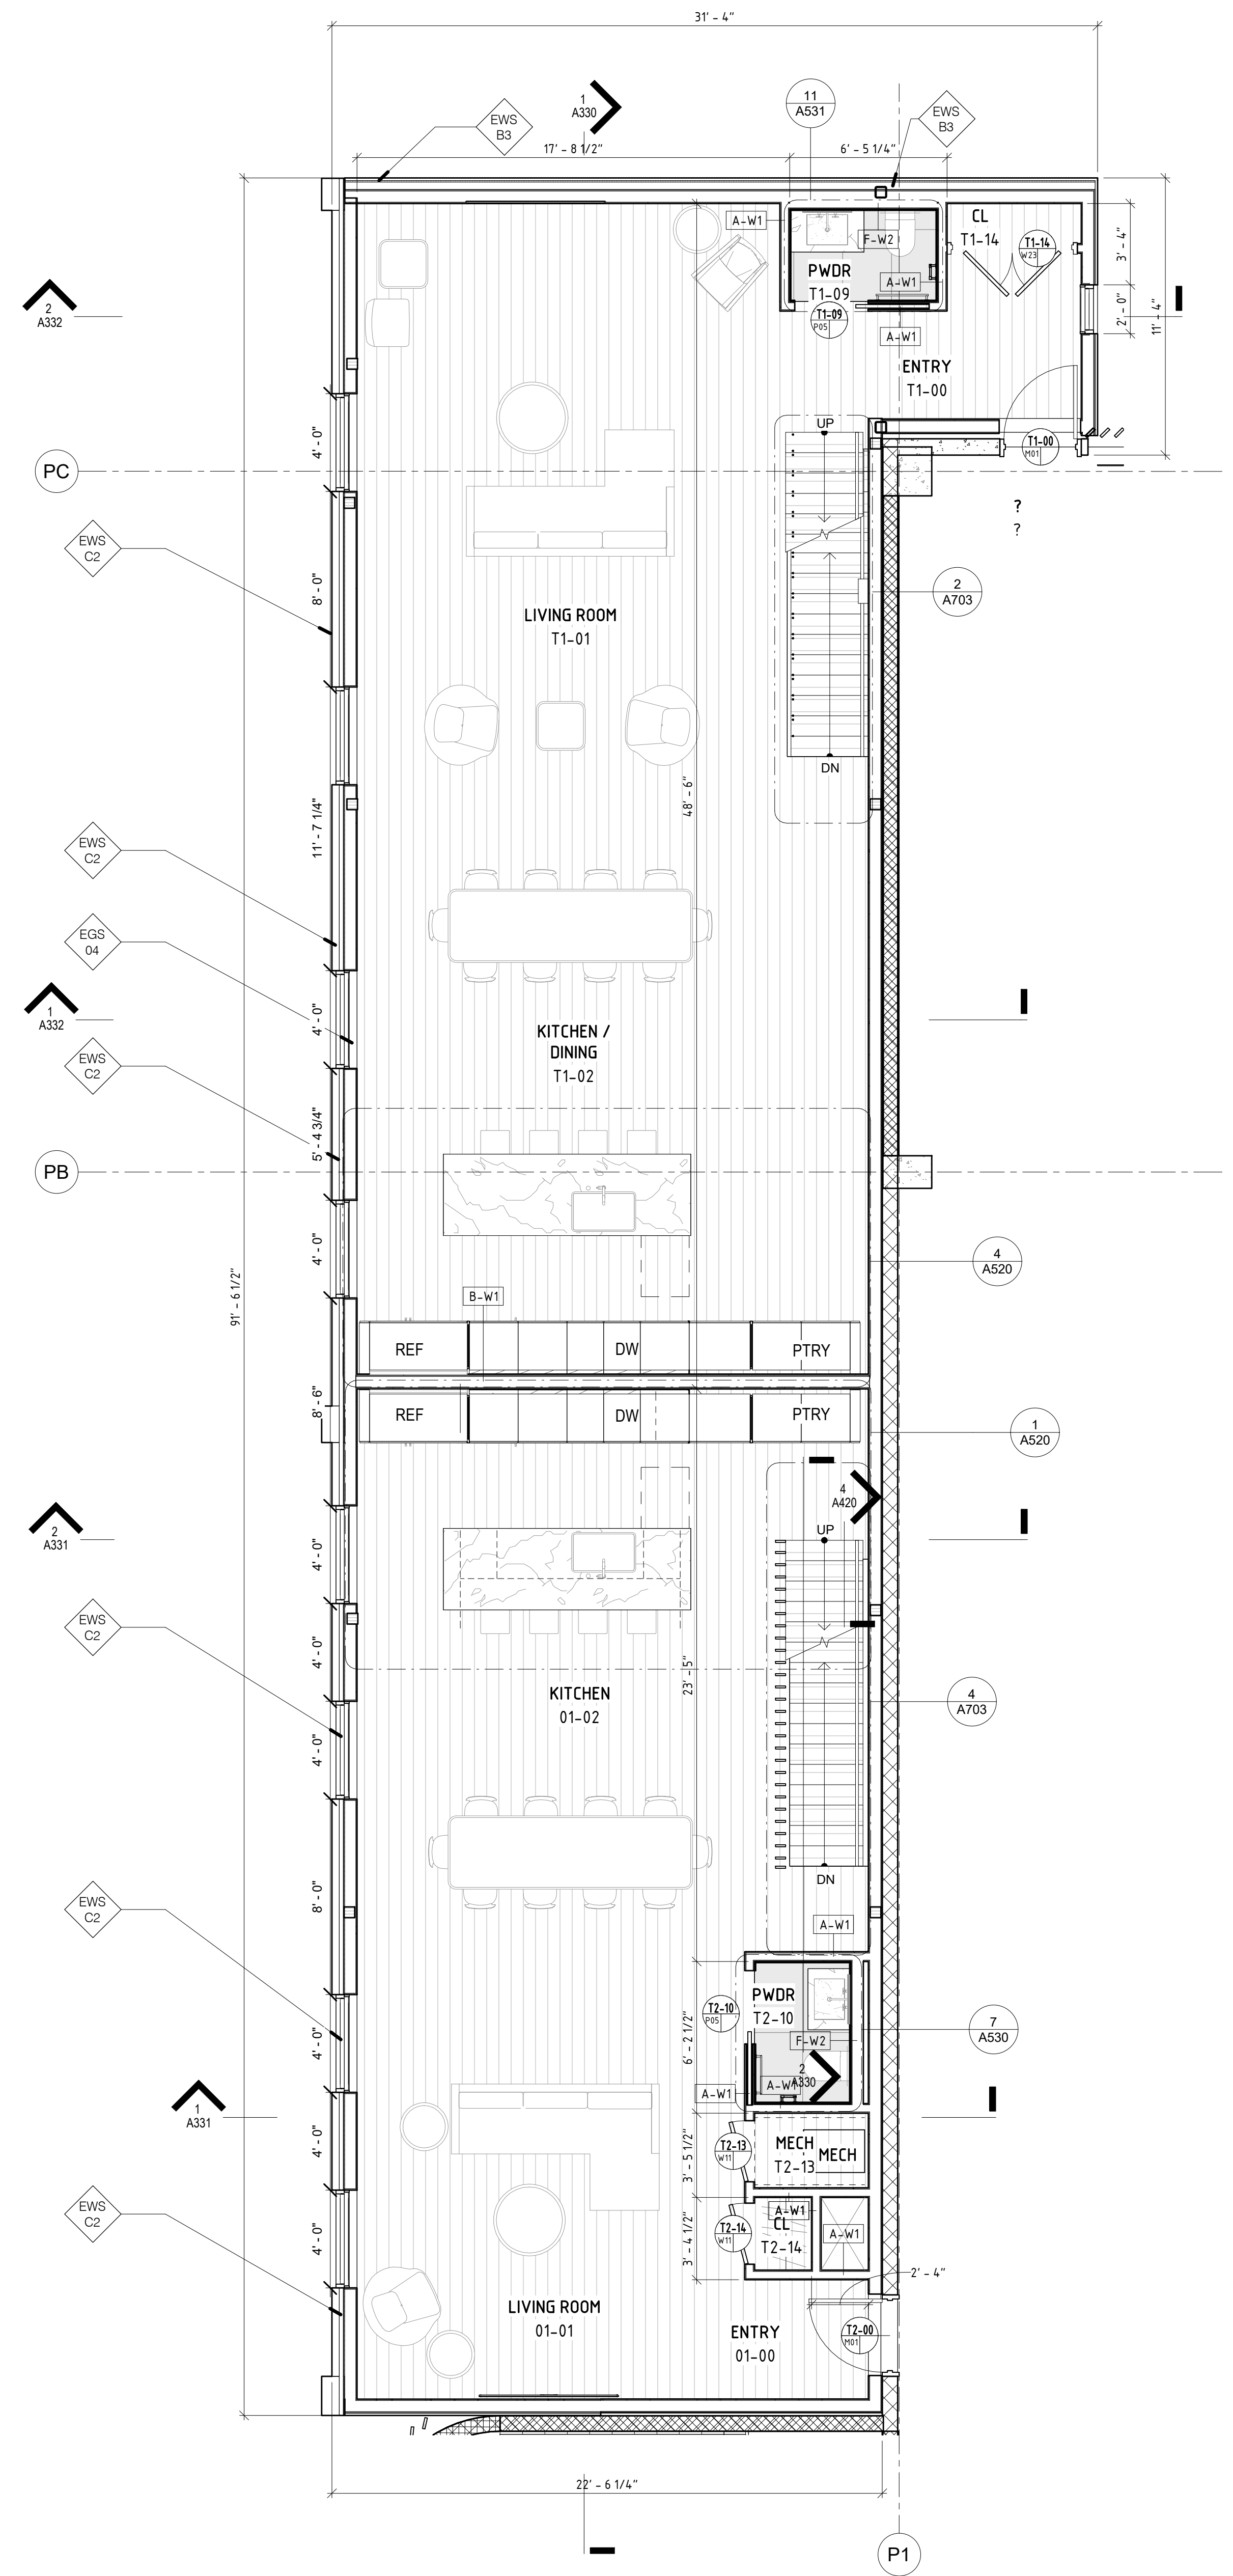 31' - 4"
1
A330
11
A531
EWS
B3
EWS
B3
17' - 8 1/2"
6' - 5 1/4"
A-W1
F-W2
CL
T1-14
T1-14
W23
3' - 4"
PWDR
T1-09
A-W1
T1-09
P05
A-W1
2' - 0"
11' - 4"
2
A332
ENTRY
T1-00
UP
T1-00
M01
4' - 0"
PC
?
?
EWS
C2
8' - 0"
2
A703
LIVING ROOM
T1-01
DN
48' - 6"
11' - 7 1/4"
EWS
C2
EGS
04
1
A332
4' - 0"
KITCHEN /
DINING
T1-02
EWS
C2
5' - 4 3/4"
PB
4' - 0"
4
A520
91' - 6 1/2"
B-W1
REF
DW
PTRY
8' - 6"
REF
DW
PTRY
1
A520
4
A420
2
A331
4' - 0"
UP
EWS
C2
4' - 0"
23' - 5"
KITCHEN
01-02
4
A703
4' - 0"
8' - 0"
DN
EWS
C2
A-W1
PWDR
T2-10
T2-10
P05
4' - 0"
6' - 2 1/2"
F-W2
7
A530
2
A330
A-W1
A-W1
1
A331
4' - 0"
3' - 5 1/2"
T2-13
W11
MECH
T2-13
MECH
EWS
C2
4' - 0"
3' - 4 1/2"
T2-14
W11
A-W1
CL
T2-14
A-W1
2' - 4"
LIVING ROOM
01-01
ENTRY
01-00
T2-00
M01
22' - 6 1/4"
P1